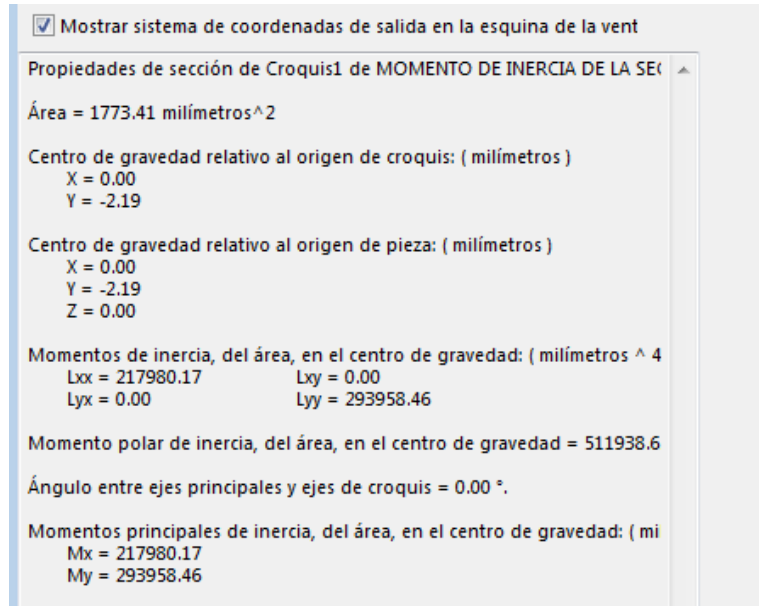 Mostrar sistema de coordenadas de salida en la esquina de la vent
Propiedades de sección de Croquis1 de MOMENTO DE INERCIA DE LA SEC
Área = 1773.41 milímetros^2
Centro de gravedad relativo al origen de croquis: ( milímetros )
X = 0.00
Y = -2.19
Centro de gravedad relativo al origen de pieza: ( milímetros )
X = 0.00
Y = -2.19
Z = 0.00
Momentos de inercia, del área, en el centro de gravedad: ( milímetros ^ 4
Lxx = 217980.17 Lxy = 0.00
Lyx = 0.00 Lyy = 293958.46
Momento polar de inercia, del área, en el centro de gravedad = 511938.6
Ángulo entre ejes principales y ejes de croquis = 0.00 °.
Momentos principales de inercia, del área, en el centro de gravedad: ( mi
Mx = 217980.17
My = 293958.46